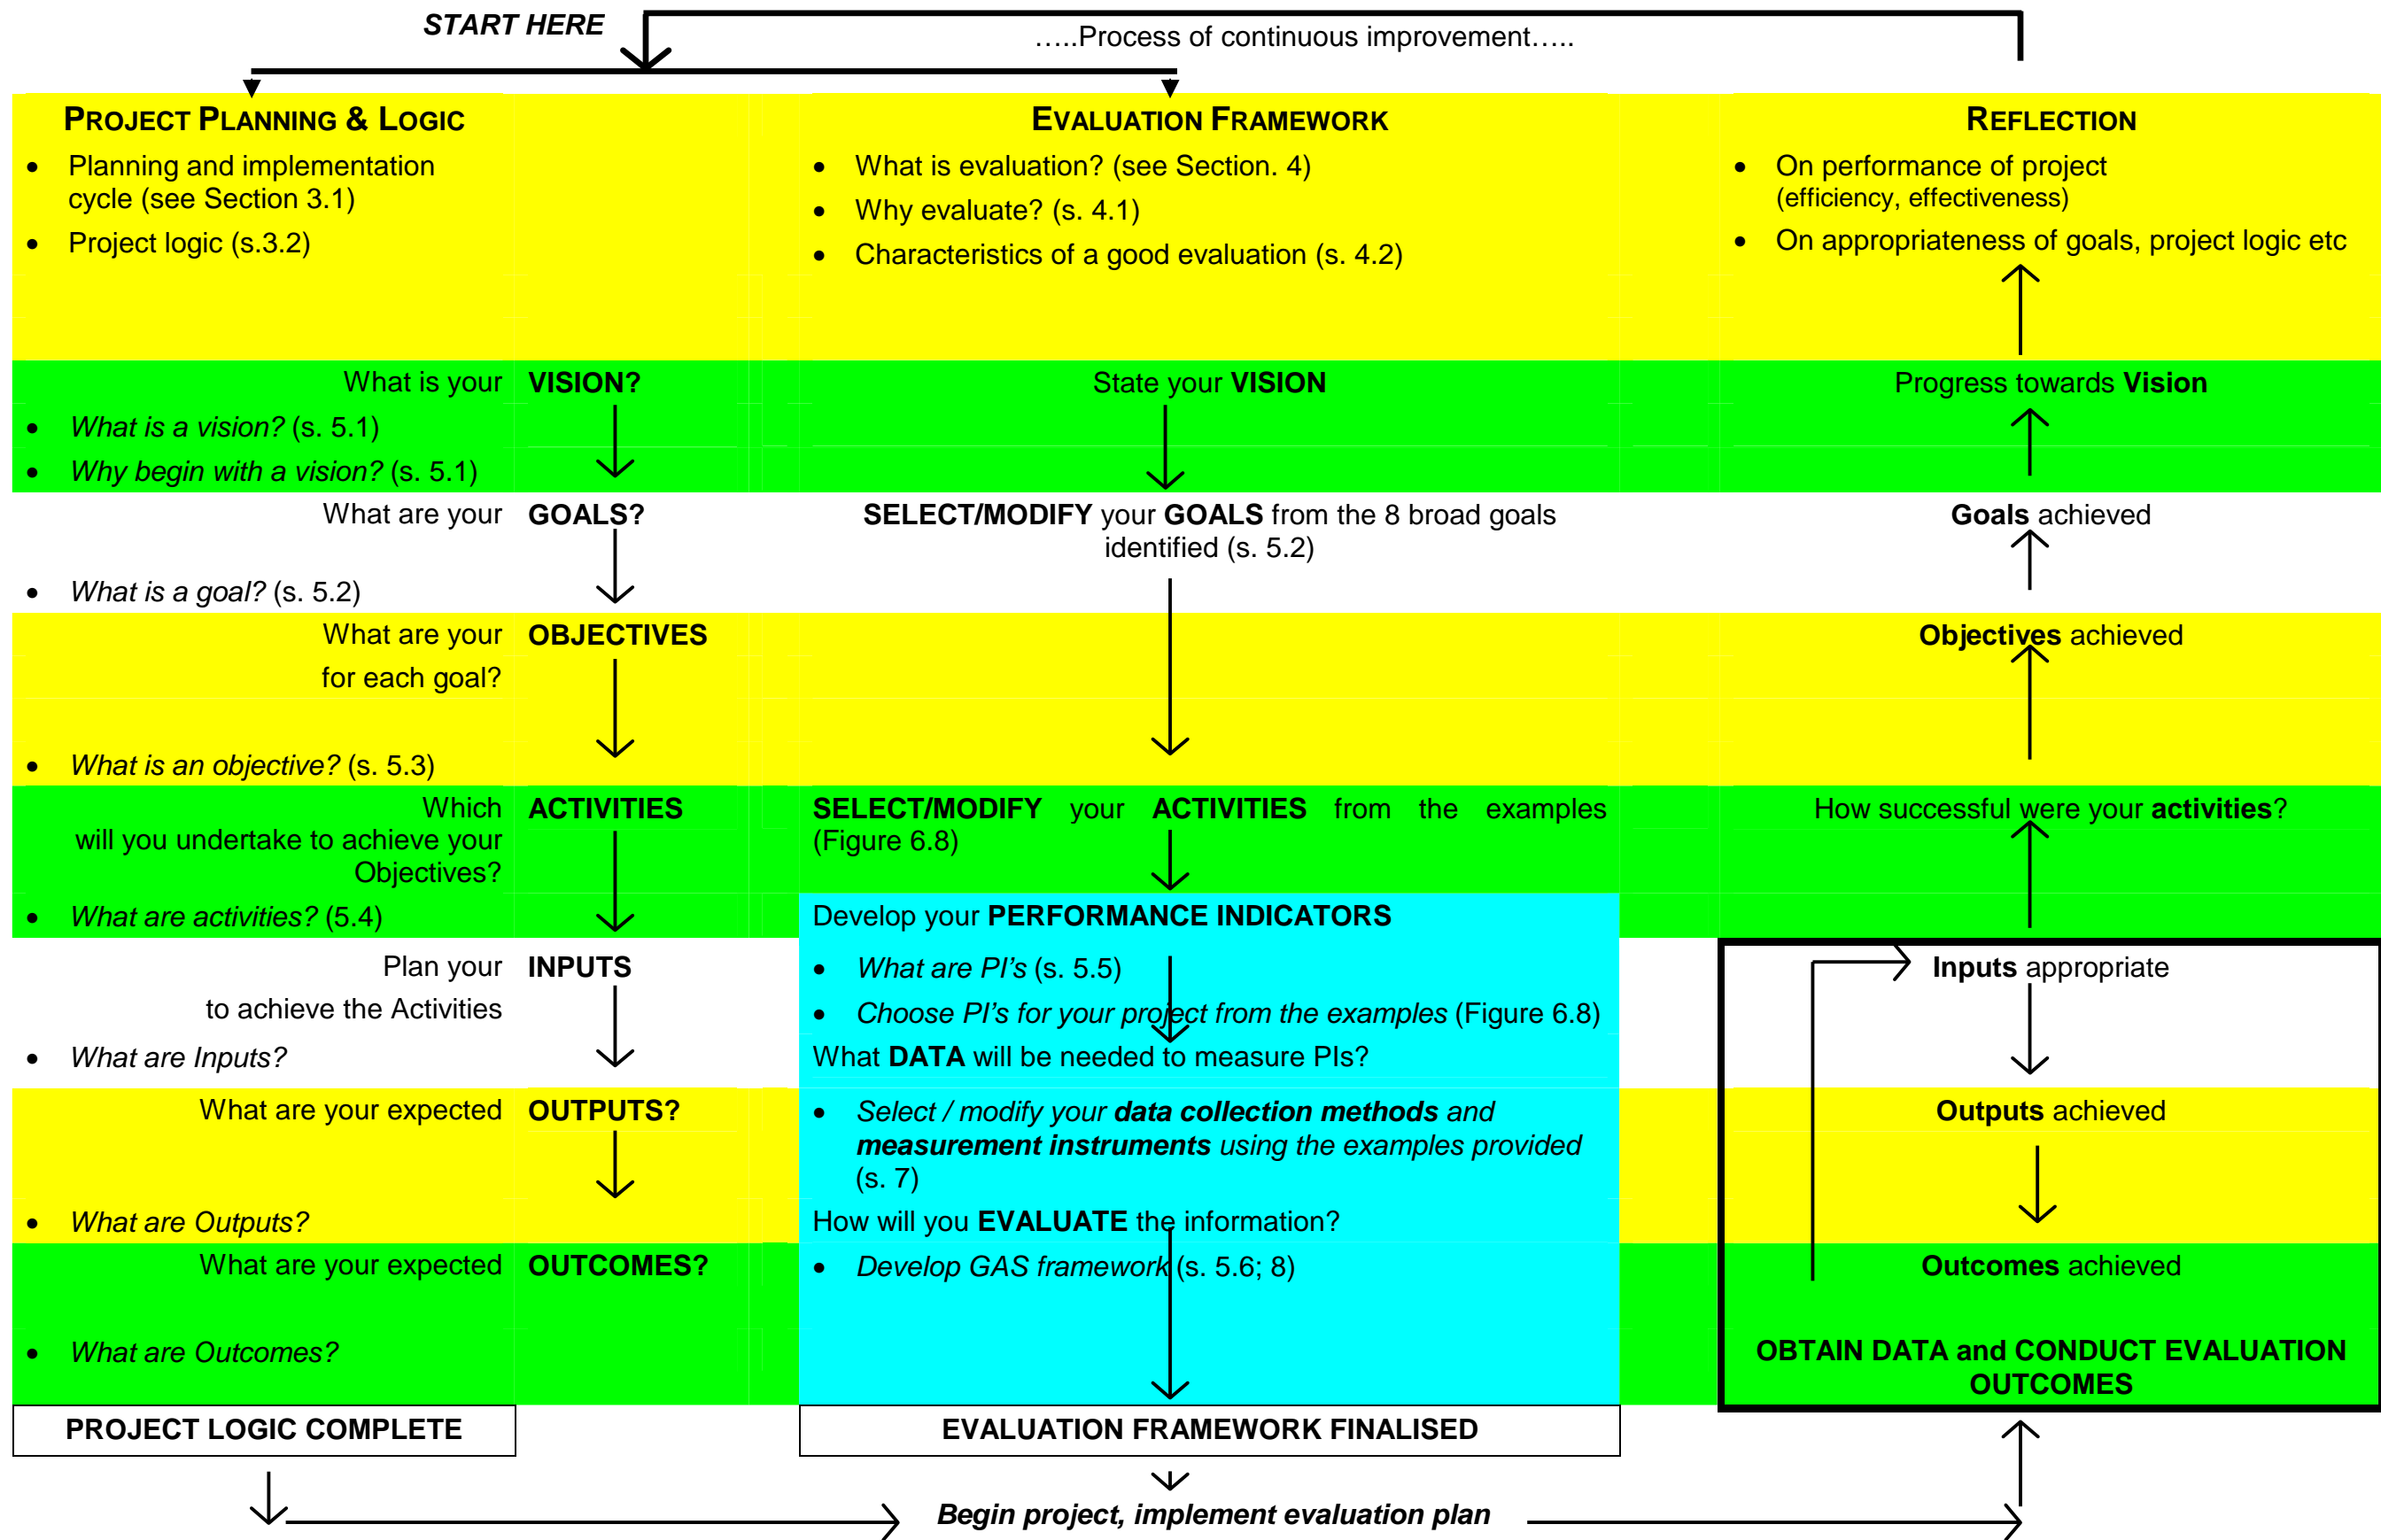 START HERE
…..Process of continuous improvement…..
PROJECT PLANNING & LOGIC
• Planning and implementation
cycle (see Section 3.1)
• Project logic (s.3.2)
EVALUATION FRAMEWORK
• What is evaluation? (see Section. 4)
• Why evaluate? (s. 4.1)
• Characteristics of a good evaluation (s. 4.2)
REFLECTION
• On performance of project
(efficiency, effectiveness)
• On appropriateness of goals, project logic etc
What is your VISION?
• What is a vision? (s. 5.1)
• Why begin with a vision? (s. 5.1)
State your VISION
Progress towards Vision
What are your GOALS?
• What is a goal? (s. 5.2)
SELECT/MODIFY your GOALS from the 8 broad goals
identified (s. 5.2)
Goals achieved
What are your OBJECTIVES
for each goal?
• What is an objective? (s. 5.3)
Objectives achieved
Which ACTIVITIES
will you undertake to achieve your
Objectives?
• What are activities? (5.4)
SELECT/MODIFY your ACTIVITIES from the examples
(Figure 6.8)
How successful were your activities?
Develop your PERFORMANCE INDICATORS
• What are PI's (s. 5.5)
• Choose PI's for your project from the examples (Figure 6.8)
Plan your INPUTS
to achieve the Activities
• What are Inputs?
What DATA will be needed to measure PIs?
Inputs appropriate
What are your expected OUTPUTS?
• What are Outputs?
• Select / modify your data collection methods and
measurement instruments using the examples provided
(s. 7)
How will you EVALUATE the information?
Outputs achieved
What are your expected OUTCOMES?
• What are Outcomes?
• Develop GAS framework (s. 5.6; 8)
Outcomes achieved
OBTAIN DATA and CONDUCT EVALUATION
OUTCOMES
PROJECT LOGIC COMPLETE
EVALUATION FRAMEWORK FINALISED
Begin project, implement evaluation plan